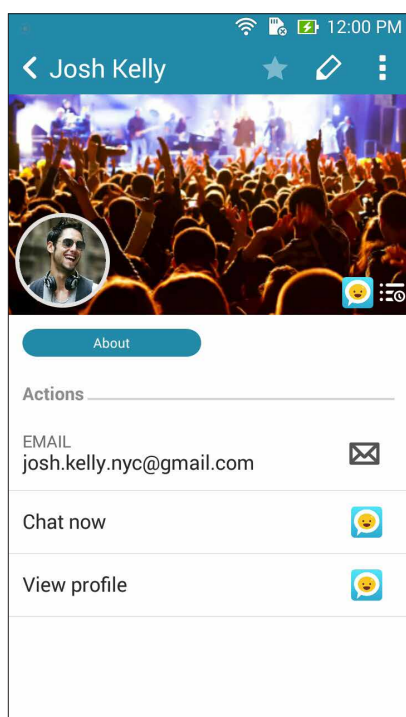 12:00 PM
Josh Kelly
About
Actions
EMAIL
josh.kelly.nyc@gmail.com
Chat now
View profile